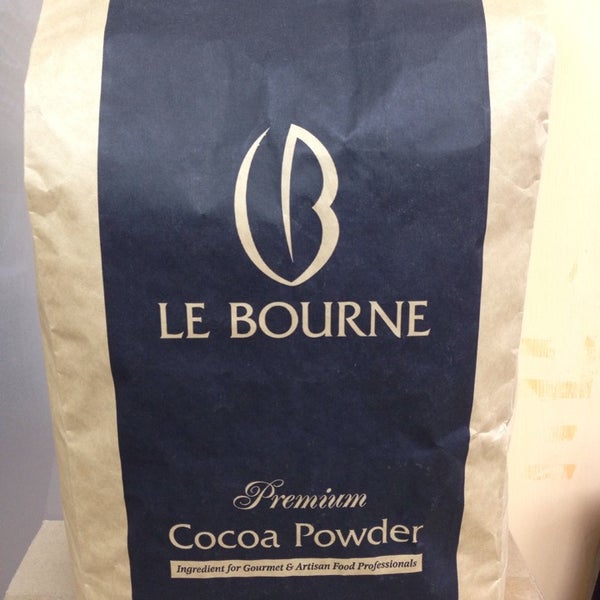 LE BOURNE
Premium
Cocoa Powder
Ingredient for Gourmet & Artisan Food Professionals